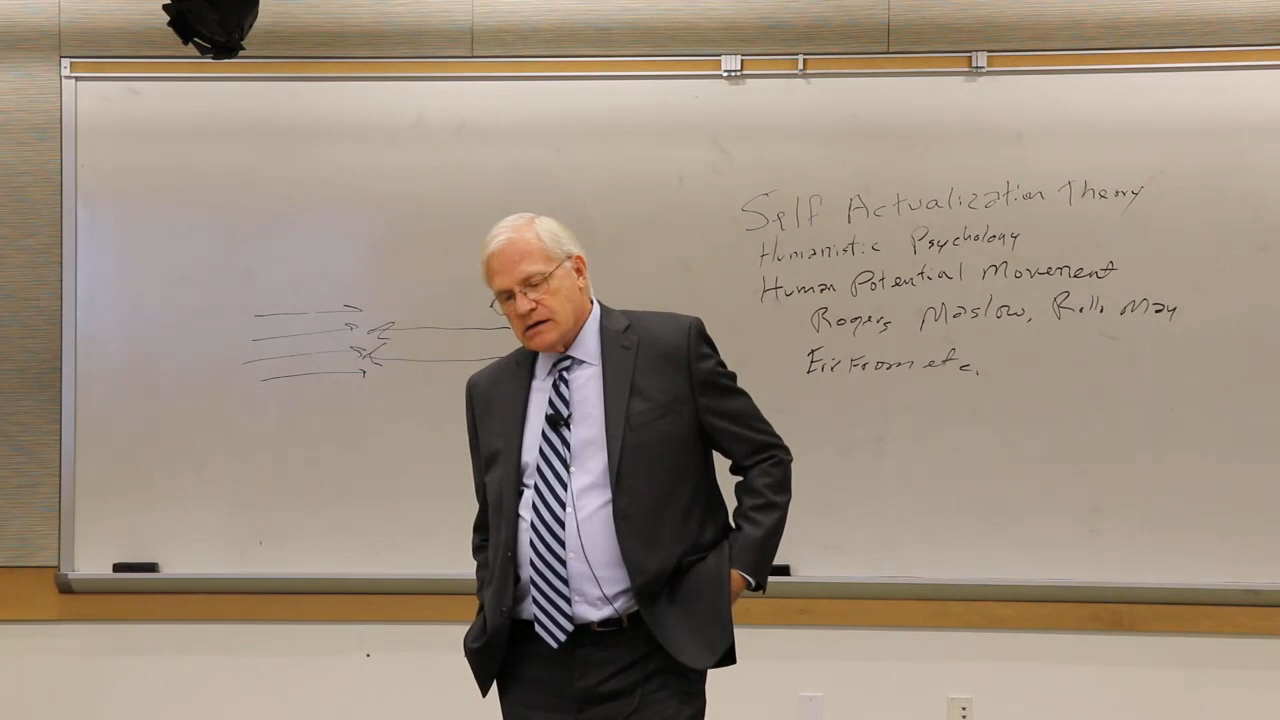 Self Actualization Theory
Humanistic Psychology
Human Potential Movement
Rogers, Maslow, Rollo May
Eric Fromm etc.